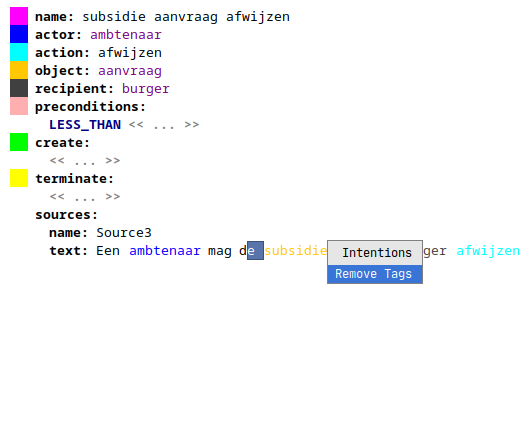 name: subsidie aanvraag afwijzen
actor: ambtenaar
action: afwijzen
object: aanvraag
recipient: burger
preconditions:
LESS_THAN << ... >>
create:
<< ... >>
terminate:
<< ... >>
sources:
name: Source3
text: Een ambtenaar mag de subsidie ger afwijzen
Intentions
Remove Tags